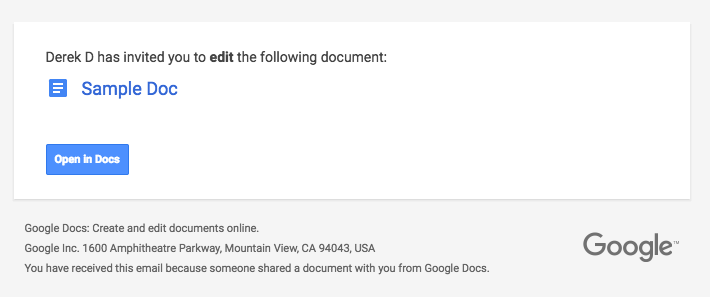 Derek D has invited you to edit the following document:
Sample Doc
Open in Docs
Google Docs: Create and edit documents online.
Google Inc. 1600 Amphitheatre Parkway, Mountain View, CA 94043, USA
You have received this email because someone shared a document with you from Google Docs.
Google™